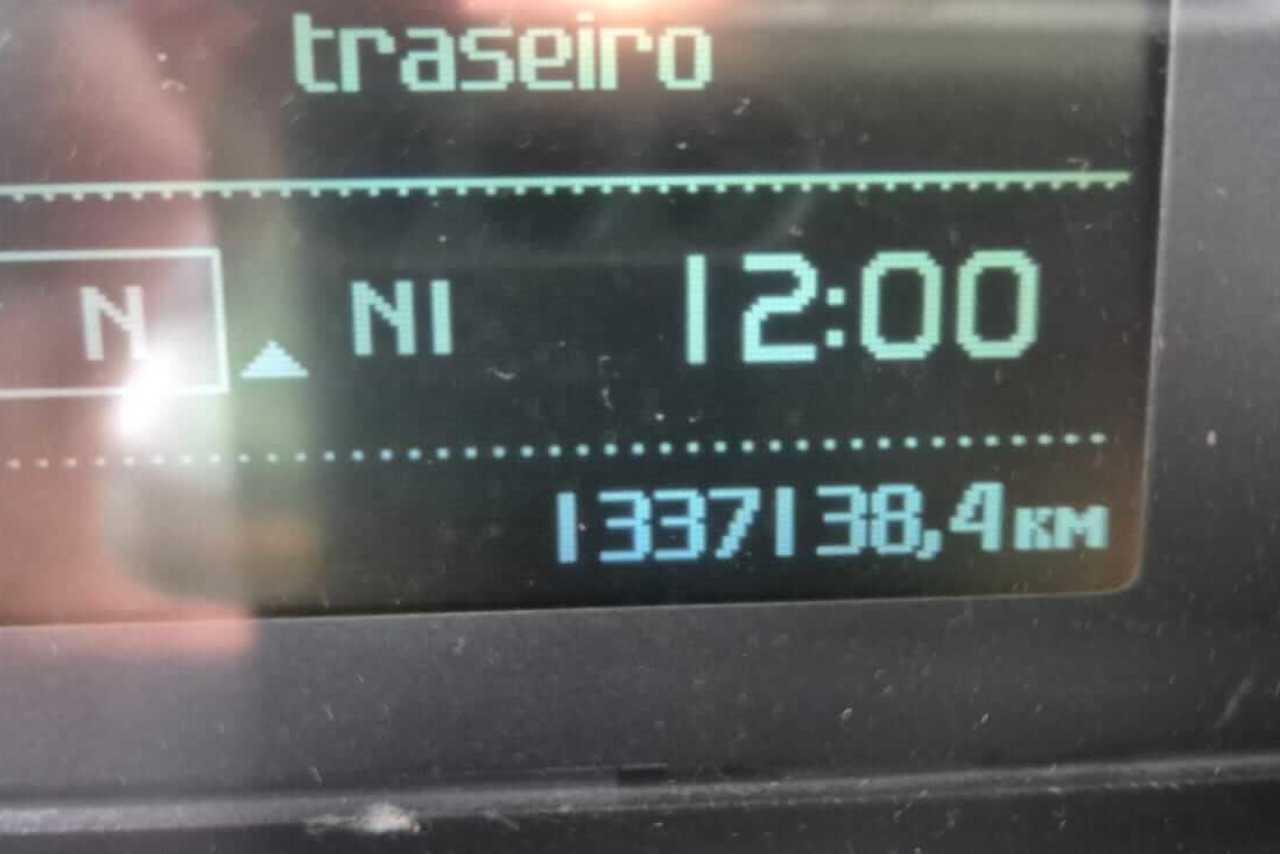 traseiro
N NI 12:00
1337138,4км